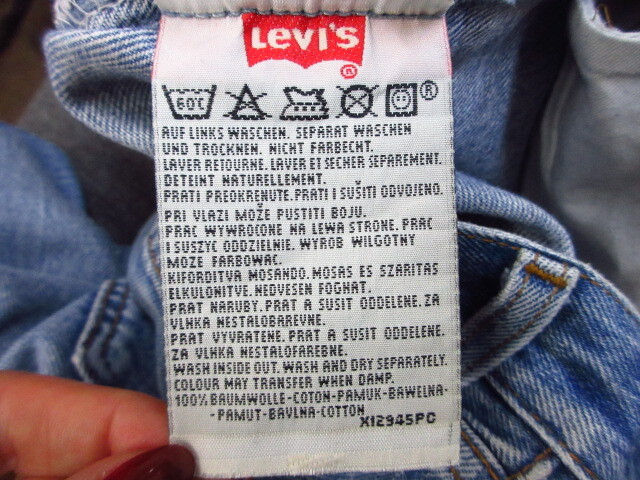 Levi's
®
60°C ®
AUF LINKS WASCHEN. SEPARAT WASCHEN
UND TROCKNEN. NICHT FARBECHT.
LAVER RETOURNE. LAVER ET SECHER SEPAREMENT.
DETEINT NATURELLEMENT.
PRATI PREOKRENUTE. PRATI I SUŠITI ODVOJENO.
PRI VLAZI MOŽE PUSTITI BOJU.
PRAC WYWROCONE NA LEWA STRONE. PRAC
I SUSZYC ODDZIELNIE. WYROB WILGOTNY
MOZE FARBOWAC.
KIFORDITVA MOSANDO. MOSAS ES SZARITAS
ELKULONITVE. NEDVESEN FOGHAT.
PRAT NARUBY. PRAT A SUSIT ODDELENE. ZA
VLHKA NESTALOBAREVNE.
PRAT VYVRATENE. PRAT A SUSIT ODDELENE.
ZA VLHKA NESTALOFAREBNE.
WASH INSIDE OUT. WASH AND DRY SEPARATELY.
COLOUR MAY TRANSFER WHEN DAMP.
100% BAUMWOLLE-COTON-PAMUK-BAWELNA-
-PAMUT-BAVLNA-COTTON
X12945PC